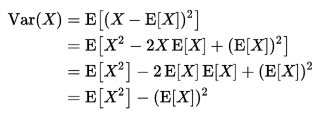 Var(X) = E[(X − E[X])²]
= E[X² − 2X E[X] + (E[X])²]
= E[X²] − 2 E[X] E[X] + (E[X])²
= E[X²] − (E[X])²